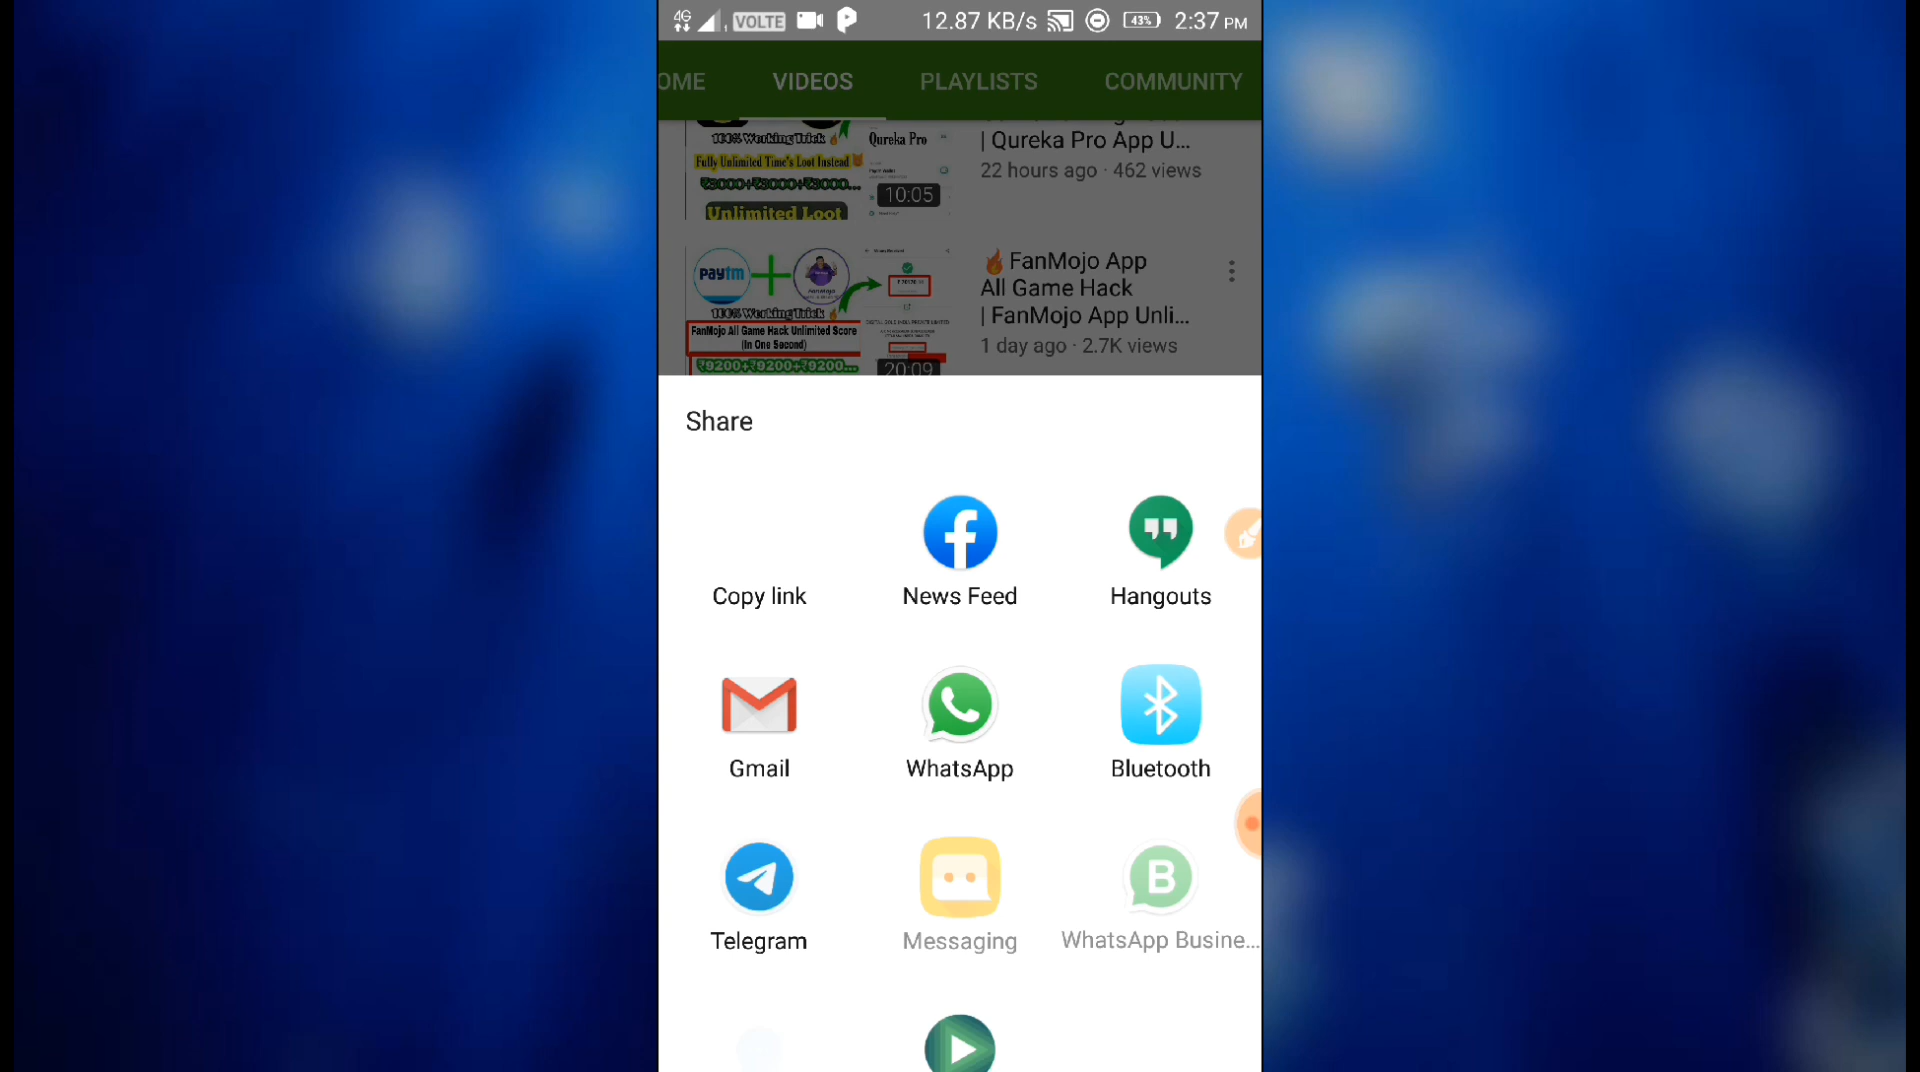 4G VOLTE 12.87 KB/s 43% 2:37 PM
OME VIDEOS PLAYLISTS COMMUNITY
100% Working Trick 🔥
Qureka Pro
Fully Unlimited Time's Loot Instead
₹3000+₹3000+₹3000...
Unlimited Loot
10:05
| Qureka Pro App U...
22 hours ago · 462 views
Paytm
100% Working Trick 🔥
FanMojo All Game Hack Unlimited Score
(In One Second)
₹9200+₹9200+₹9200...
20:09
🔥FanMojo App
All Game Hack
| FanMojo App Unli...
1 day ago · 2.7K views
Share
Copy link
News Feed
Hangouts
Gmail
WhatsApp
Bluetooth
Telegram
Messaging
WhatsApp Busine...